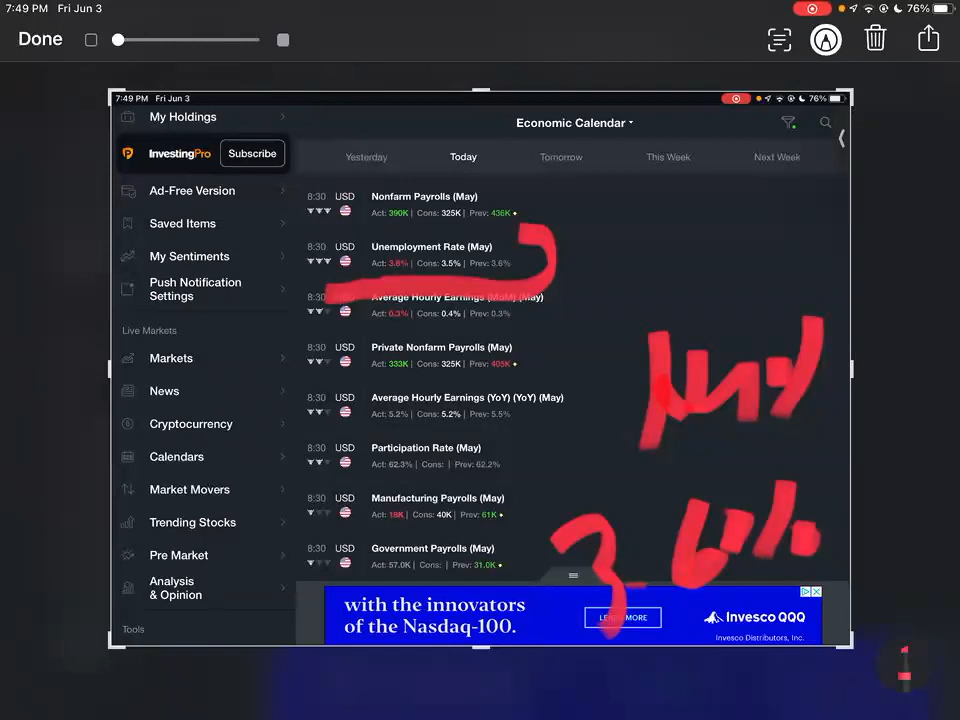 7:49 PM Fri Jun 3
76%
Done
7:49 PM Fri Jun 3
76%
My Holdings
InvestingPro
Subscribe
Ad-Free Version
Saved Items
My Sentiments
Push Notification
Settings
Live Markets
Markets
News
Cryptocurrency
Calendars
Market Movers
Trending Stocks
Pre Market
Analysis
& Opinion
Tools
Economic Calendar
Yesterday Today Tomorrow This Week Next Week
8:30 USD Nonfarm Payrolls (May)
Act: 390K | Cons: 325K | Prev: 436K
8:30 USD Unemployment Rate (May)
Act: 3.6% | Cons: 3.5% | Prev: 3.6%
8:30 Average Hourly Earnings (MoM) (May)
Act: 0.3% | Cons: 0.4% | Prev: 0.3%
8:30 USD Private Nonfarm Payrolls (May)
Act: 333K | Cons: 325K | Prev: 405K
8:30 USD Average Hourly Earnings (YoY) (YoY) (May)
Act: 5.2% | Cons: 5.2% | Prev: 5.5%
8:30 USD Participation Rate (May)
Act: 62.3% | Cons: | Prev: 62.2%
8:30 USD Manufacturing Payrolls (May)
Act: 18K | Cons: 40K | Prev: 61K
8:30 USD Government Payrolls (May)
Act: 57.0K | Cons: | Prev: 31.0K
May
3.6%
with the innovators
of the Nasdaq-100.
LEARN MORE
Invesco QQQ
Invesco Distributors, Inc.